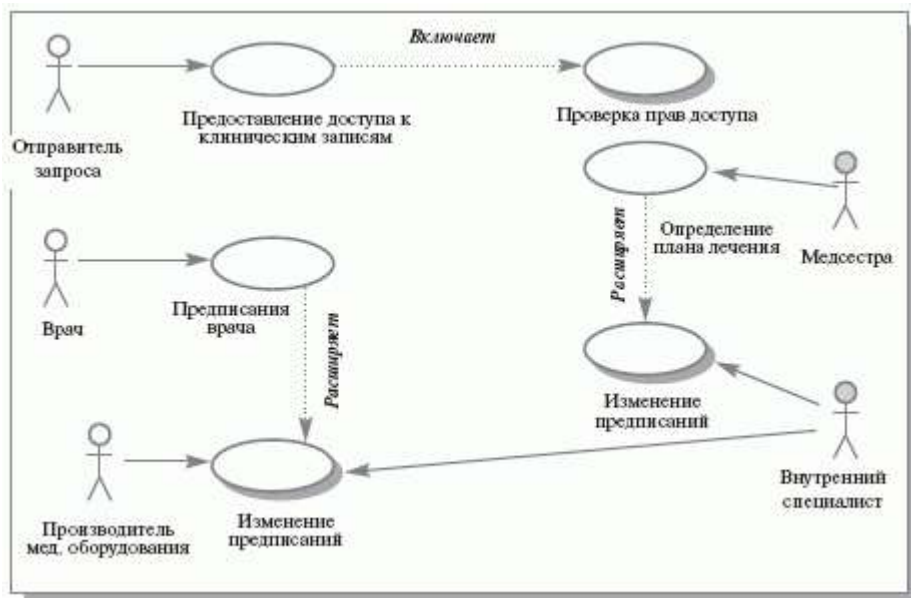 Включает
Предоставление доступа к
клиническим записям
Проверка прав доступа
Отправитель
запроса
Расширяет
Определение
плана лечения
Медсестра
Врач
Предписания
врача
Расширяет
Изменение
предписаний
Внутренний
специалист
Производитель
мед. оборудования
Изменение
предписаний